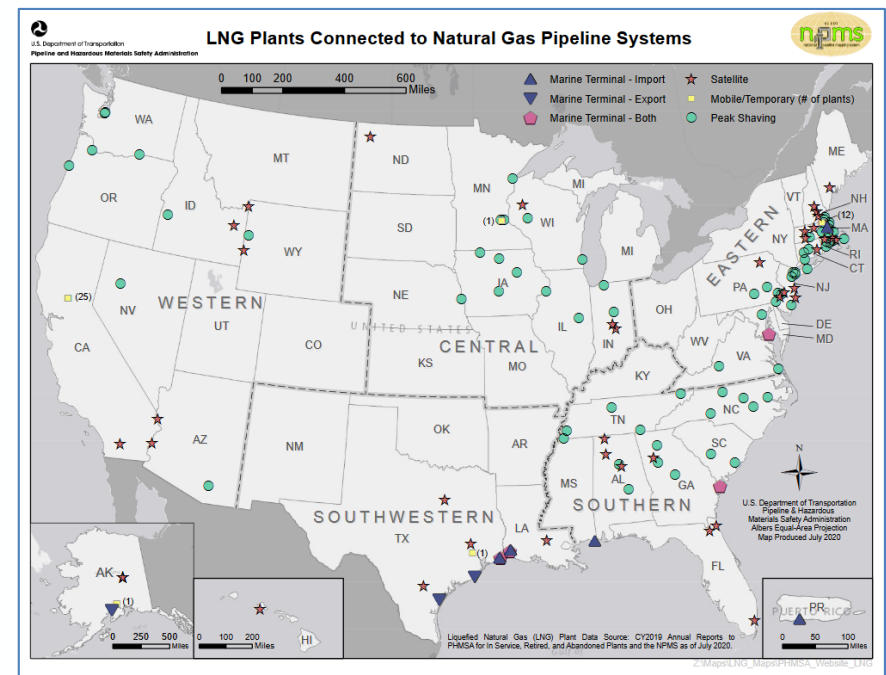 U.S. Department of Transportation
Pipeline and Hazardous Materials Safety Administration
LNG Plants Connected to Natural Gas Pipeline Systems
npms
0 100 200 400 600
Miles
Marine Terminal - Import
Marine Terminal - Export
Marine Terminal - Both
Satellite
Mobile/Temporary (# of plants)
Peak Shaving
WA
MT
ND
MN
MI
ME
OR
ID
SD
WI
VT
NH
(12)
MA
(1)
WY
MI
NY
RI
CT
EASTERN
NV
WESTERN
NE
IA
PA
NJ
(25)
UT
UNITED STATES
IL
IN
OH
DE
MD
CA
CO
CENTRAL
WV
VA
KS
MO
KY
AZ
NM
OK
AR
TN
NC
SC
MS
AL
GA
N
SOUTHWESTERN
SOUTHERN
TX
LA
(1)
FL
U.S. Department of Transportation
Pipeline & Hazardous
Materials Safety Administration
Albers Equal-Area Projection
Map Produced July 2020
AK
(1)
0 250 500
Miles
HI
0 100 200
Miles
PR
PUERTO RICO
0 50 100
Miles
Liquefied Natural Gas (LNG) Plant Data Source: CY2019 Annual Reports to
PHMSA for In Service, Retired, and Abandoned Plants and the NPMS as of July 2020.
Z:\Maps\LNG_Maps\PHMSA_Website_LNG